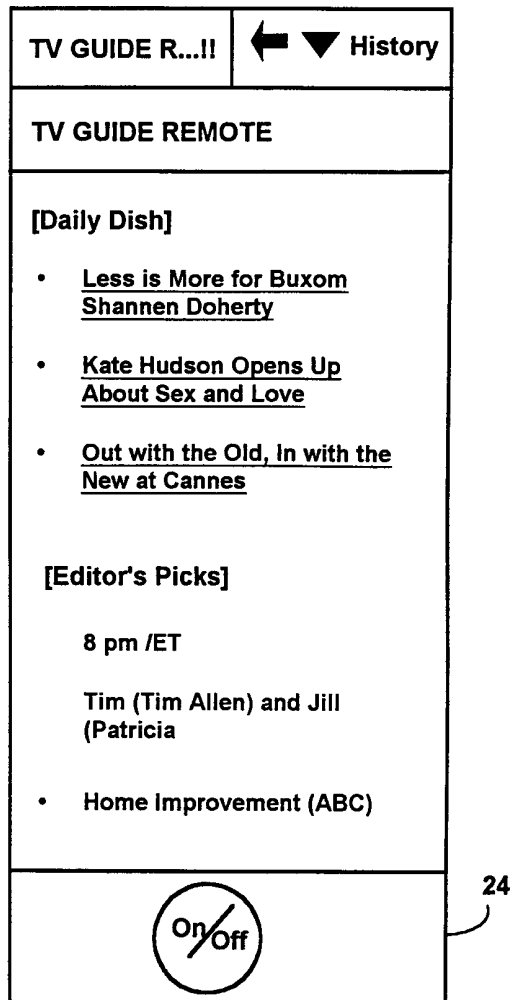 TV GUIDE R...!!
History
TV GUIDE REMOTE
[Daily Dish]
• Less is More for Buxom
Shannen Doherty
• Kate Hudson Opens Up
About Sex and Love
• Out with the Old, In with the
New at Cannes
[Editor's Picks]
8 pm /ET
Tim (Tim Allen) and Jill
(Patricia
• Home Improvement (ABC)
24
On/Off